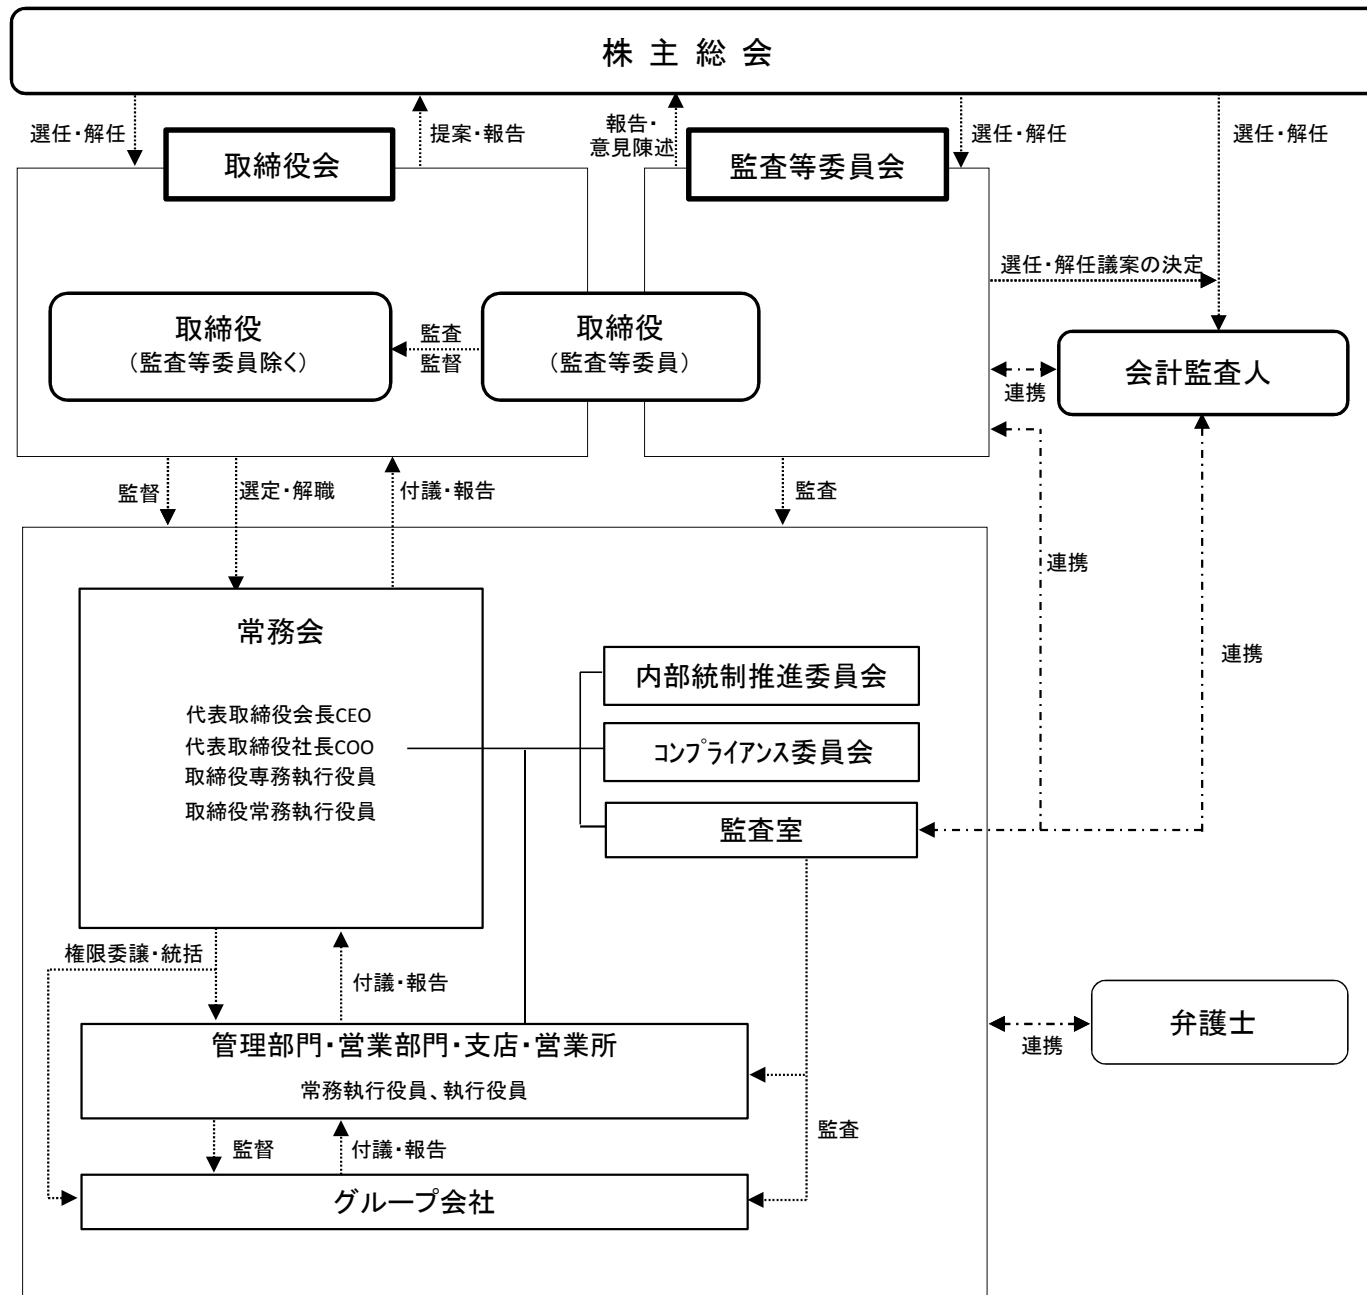 株主総会
選任・解任
提案・報告
報告・
意見陳述
選任・解任
選任・解任
取締役会
監査等委員会
選任・解任議案の決定
取締役
（監査等委員除く）
監査
監督
取締役
（監査等委員）
会計監査人
連携
監督
選定・解職
付議・報告
監査
連携
連携
常務会
代表取締役会長CEO
代表取締役社長COO
取締役専務執行役員
取締役常務執行役員
内部統制推進委員会
コンプライアンス委員会
監査室
権限委譲・統括
付議・報告
管理部門・営業部門・支店・営業所
常務執行役員、執行役員
弁護士
連携
監督
付議・報告
監査
グループ会社